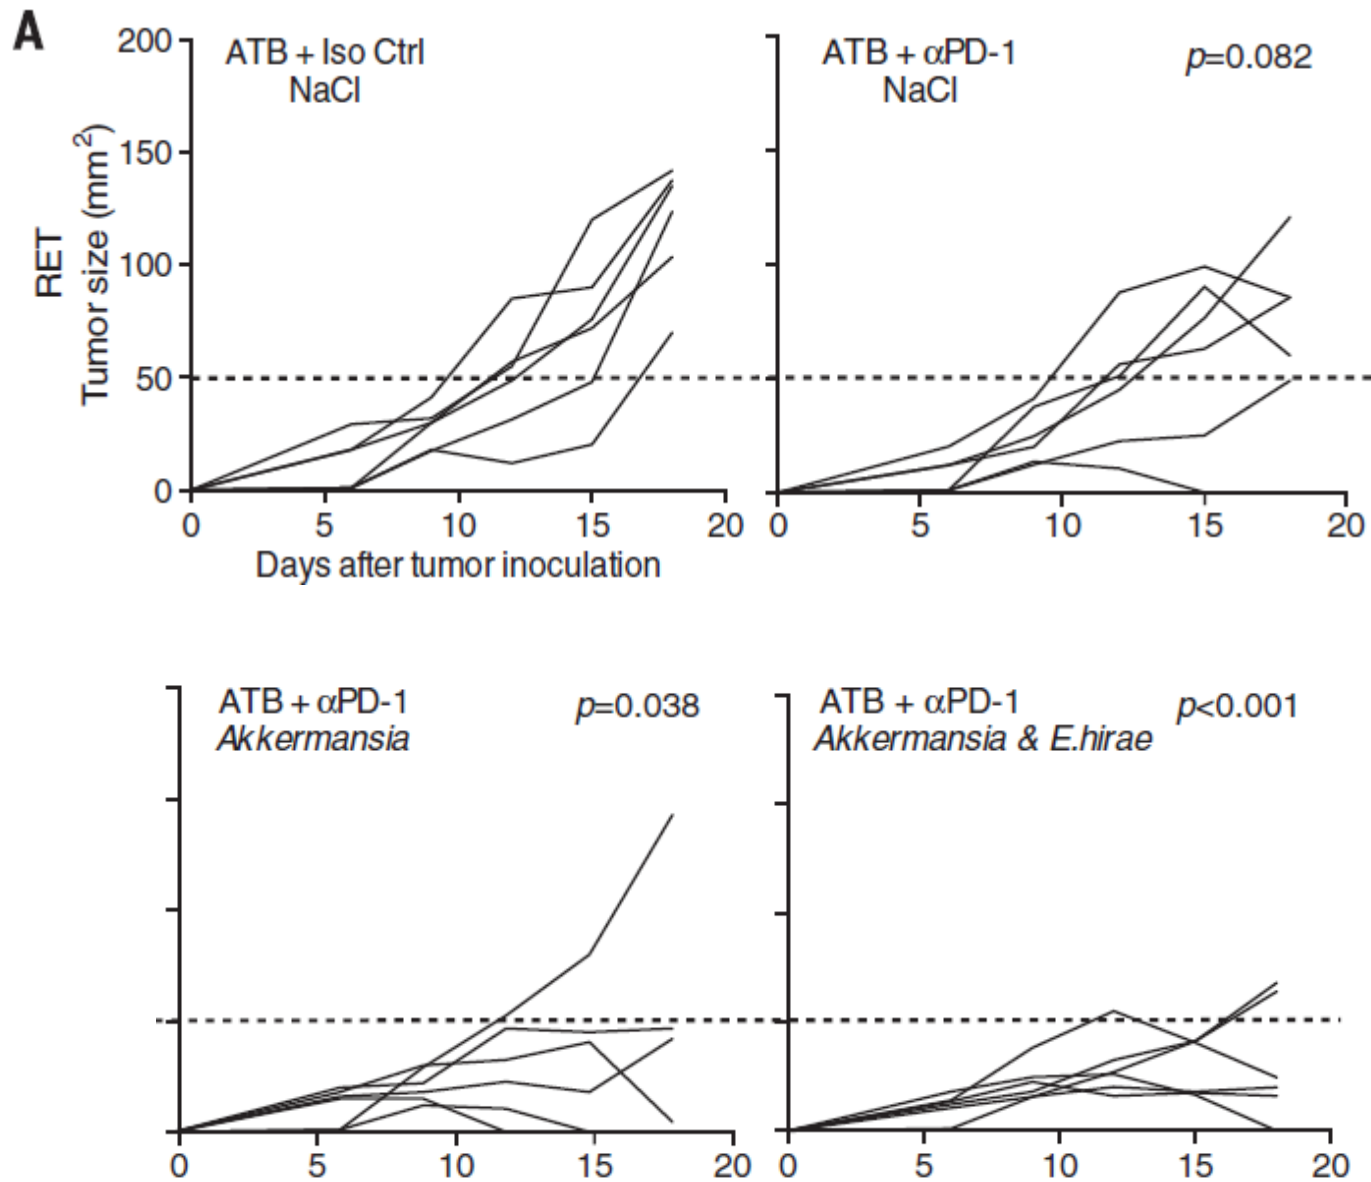 A
ATB + Iso Ctrl
NaCl
RET
Tumor size (mm²)
200
150
100
50
0
0 5 10 15 20
Days after tumor inoculation
ATB + αPD-1
NaCl
p=0.082
0 5 10 15 20
ATB + αPD-1
Akkermansia
p=0.038
0 5 10 15 20
ATB + αPD-1
Akkermansia & E.hirae
p<0.001
0 5 10 15 20